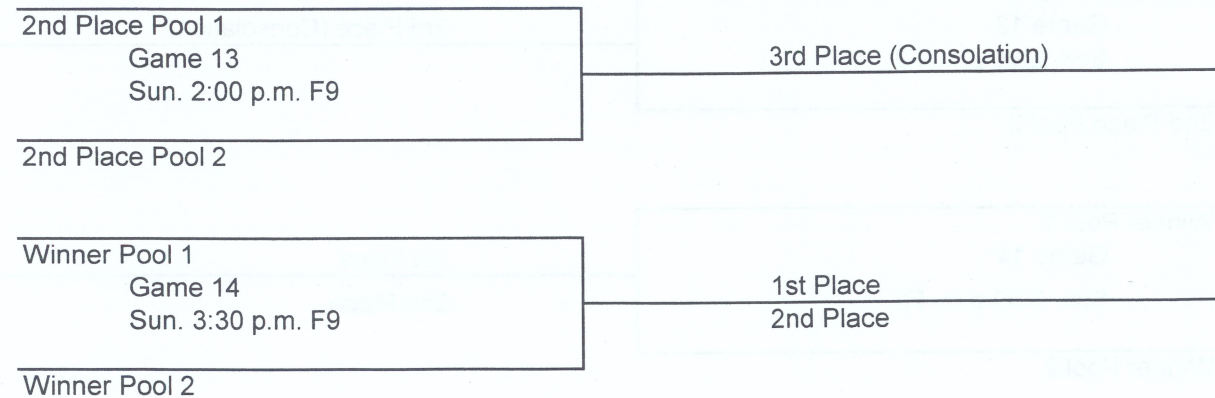 2nd Place Pool 1
Game 13
Sun. 2:00 p.m. F9
3rd Place (Consolation)
2nd Place Pool 2
Winner Pool 1
Game 14
Sun. 3:30 p.m. F9
1st Place
2nd Place
Winner Pool 2